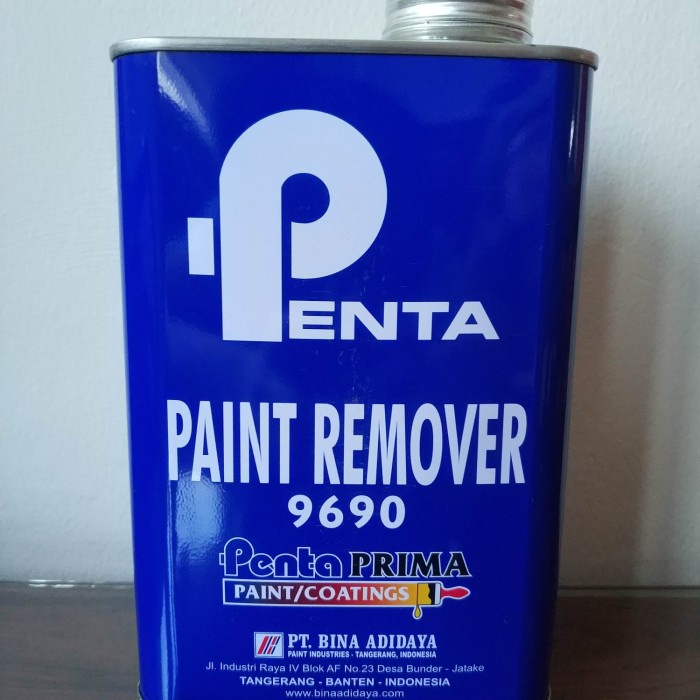 PENTA
PAINT REMOVER
9690
Penta PRIMA
PAINT/COATINGS
PT. BINA ADIDAYA
PAINT INDUSTRIES - TANGERANG, INDONESIA
Jl. Industri Raya IV Blok AF No.23 Desa Bunder - Jatake
TANGERANG - BANTEN - INDONESIA
www.binaadidaya.com